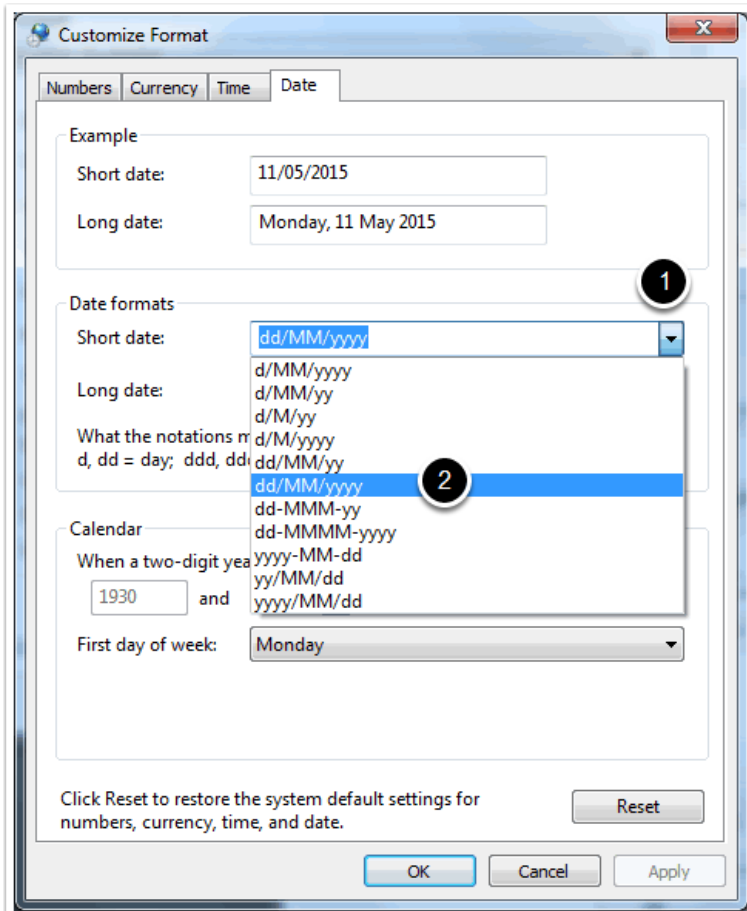 Customize Format
Numbers Currency Time Date
Example
Short date: 11/05/2015
Long date: Monday, 11 May 2015
1
Date formats
Short date: dd/MM/yyyy
d/MM/yyyy
d/MM/yy
Long date:
d/M/yy
d/M/yyyy
What the notations m
dd/MM/yy
d, dd = day; ddd, dd
dd/MM/yyyy
2
dd-MMM-yy
Calendar
dd-MMMM-yyyy
When a two-digit yea
yyyy-MM-dd
yy/MM/dd
1930 and
yyyy/MM/dd
First day of week: Monday
Click Reset to restore the system default settings for
numbers, currency, time, and date.
Reset
OK Cancel Apply